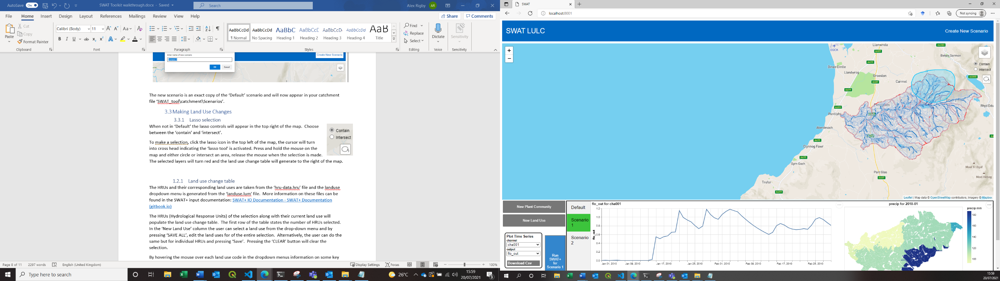 AutoSave On SWAT Toolkit walkthrough.docx - Saved Search Alex Rigby AR
File Home Insert Design Layout References Mailings Review View Help Share Comments
Paste Cut Copy Format Painter
Calibri (Body) 11
¶ Normal No Spacing Heading 1 Heading 2 Heading 3 Heading 4 Title
Find Replace Select
Dictate Sensitivity
Clipboard Font Paragraph Styles Editing Voice Sensitivity
Enter name of new scenario
OK Cancel
Create New Scenario
The new scenario is an exact copy of the ‘Default’ scenario and will now appear in your catchment
file ‘SWAT_tool\catchment\Scenarios’.
3.3 Making Land Use Changes
3.3.1 Lasso selection
When not in ‘Default’ the lasso controls will appear in the top right of the map. Choose
between the ‘contain’ and ‘intersect’.
Contain
Intersect
To make a selection, click the lasso icon in the top left of the map, the cursor will turn
into cross head indicating the ‘lasso tool’ is activated. Press and hold the mouse on the
map and either circle or intersect an area, release the mouse when the selection is made.
The selected layers will turn red and the land use change table will generate to the right of the map.
1.2.1 Land use change table
The HRUs and their corresponding land uses are taken from the ‘hru-data.hru’ file and the landuse
dropdown menu is generated from the ‘landuse.lum’ file. More information on these files can be
found in the SWAT+ input documentation: SWAT+ IO Documentation - SWAT+ Documentation
(gitbook.io)
The HRUs (Hydrological Response Units) of the selection along with their current land use will
populate the land use change table. The first row of the table states the number of HRUs selected.
In the ‘New Land Use’ column the user can select a land use from the drop-down menu and by
pressing ‘SAVE ALL’, edit the land uses for of the entire selection. Alternatively, the user can do the
same but for individual HRUs and pressing ‘Save’. Pressing the ‘CLEAR’ button will clear the
selection.
By hovering the mouse over each land use code in the dropdown menus information on some key
Page 8 of 11 2297 words English (United Kingdom) Display Settings Focus 100%
Type here to search 26°C 15:59 20/07/2021 3
SWAT
localhost:8001 Not syncing
SWAT LULC Create New Scenario
+
−
Contain
Intersect
EGCK
Llanwnda
A4085
A487
Betws Garmon
A499
Dinas Dinlle
Llandwrog
Groeslon
A4085
Carmel
A487
A499
Penygroes
Rhyd Ddu
A499
Pontllyfni
Aberdesach
A499
Clynnog Fawr
A499
Gyrn Goch
Moel Yr Ogof
Pant Glas
A487
Moel Hebog
Trefor
A499
Leaflet | Map data © OpenStreetMap contributors, Imagery © Mapbox
New Plant Community
New Land Use
Plot Time Series
channel
cha001
output
flo_out
Download Csv
Run
SWAT+
for
Scenario 1
Default
Scenario
1
Scenario
2
flo_out for cha001
1.2
1.0
0.8
0.6
0.4
0.2
0.0
flo_out
Jan 01, 2010 Jan 09, 2010 Jan 17, 2010 Jan 25, 2010 Feb 01, 2010 Feb 09, 2010 Feb 17, 2010 Feb 25, 2010
precip for 2010-01
precip mm
180
160
140
120
100
15:59
20/07/2021